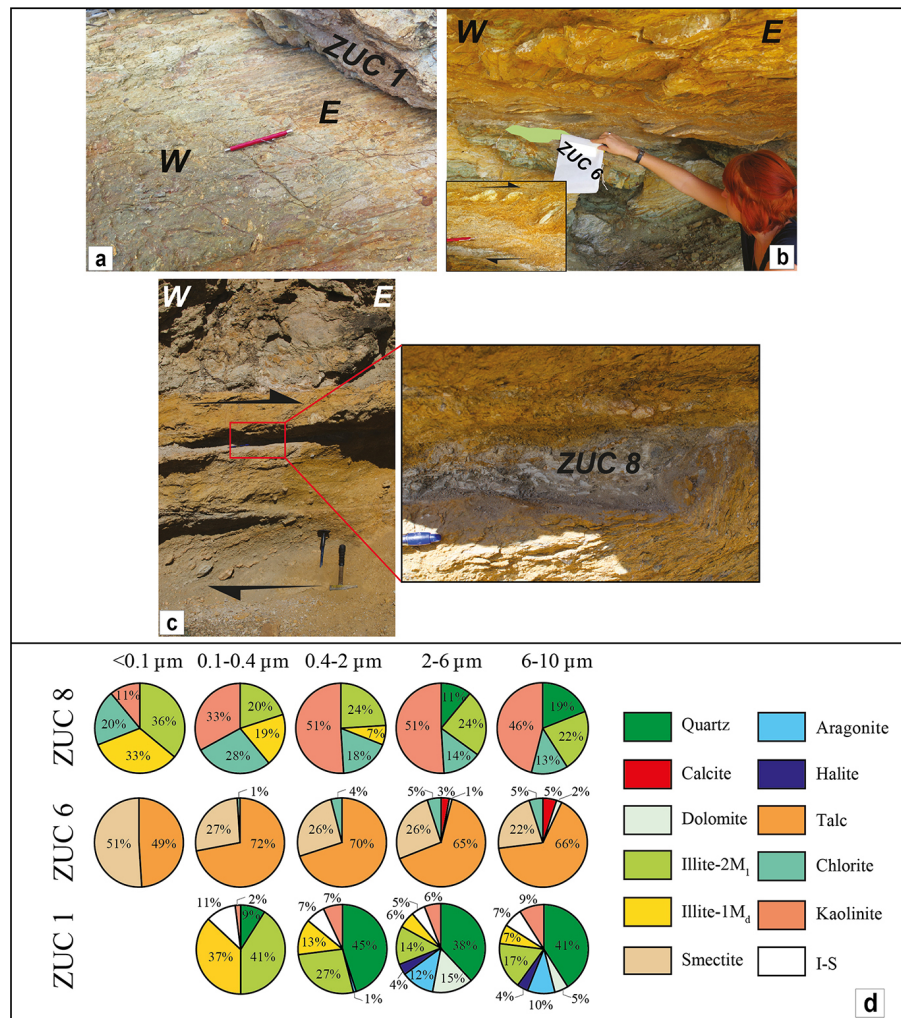 ZUC 1
E
W
a
W
E
ZUC 6
b
W
E
ZUC 8
c
<0.1 µm 0.1-0.4 µm 0.4-2 µm 2-6 µm 6-10 µm
ZUC 8
11% 36% 33% 20%
20% 19% 28% 33%
24% 7% 18% 51%
11% 24% 14% 51%
19% 22% 13% 46%
ZUC 6
51% 49%
1% 27% 72%
4% 26% 70%
5% 3% 1% 26% 65%
5% 5% 2% 22% 66%
ZUC 1
11% 2% 9% 37% 41%
7% 7% 13% 45% 27% 1%
5% 6% 6% 14% 38% 4% 12% 15%
9% 7% 7% 17% 41% 4% 10% 5%
Quartz
Calcite
Dolomite
Illite-2M₁
Illite-1M_d
Smectite
Aragonite
Halite
Talc
Chlorite
Kaolinite
I-S
d